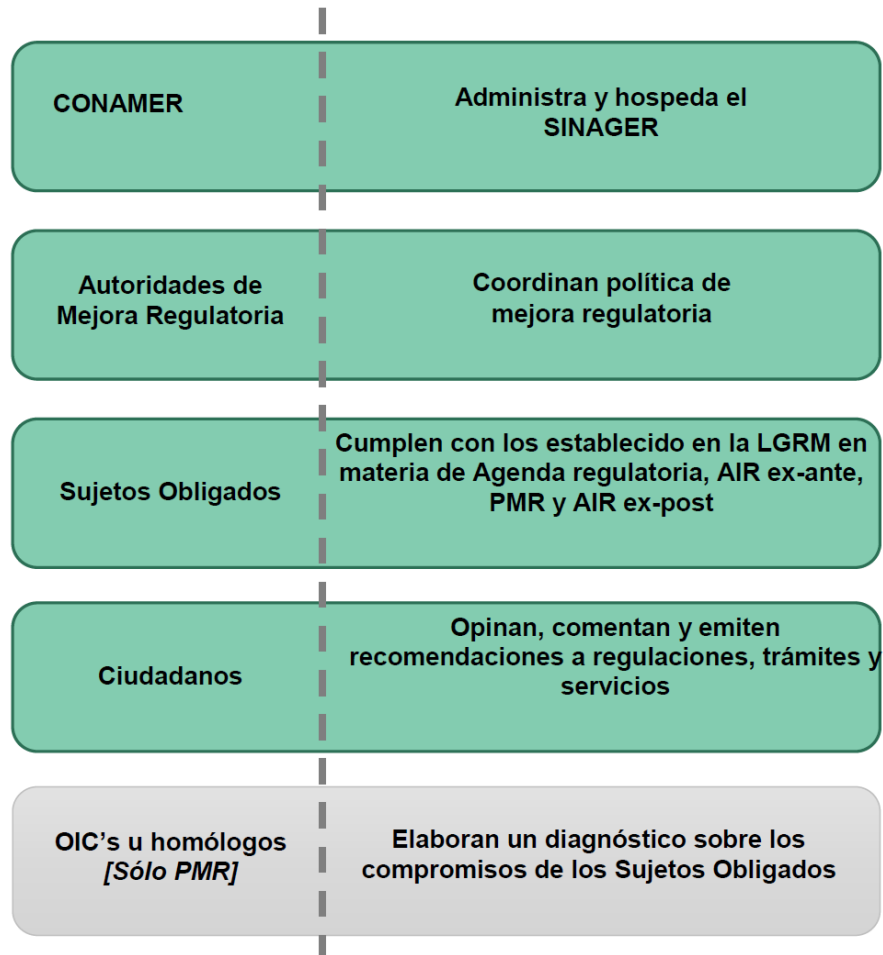 CONAMER
Administra y hospeda el
SINAGER
Autoridades de
Mejora Regulatoria
Coordinan política de
mejora regulatoria
Sujetos Obligados
Cumplen con los establecido en la LGRM en
materia de Agenda regulatoria, AIR ex-ante,
PMR y AIR ex-post
Ciudadanos
Opinan, comentan y emiten
recomendaciones a regulaciones, trámites y
servicios
OIC's u homólogos
[Sólo PMR]
Elaboran un diagnóstico sobre los
compromisos de los Sujetos Obligados